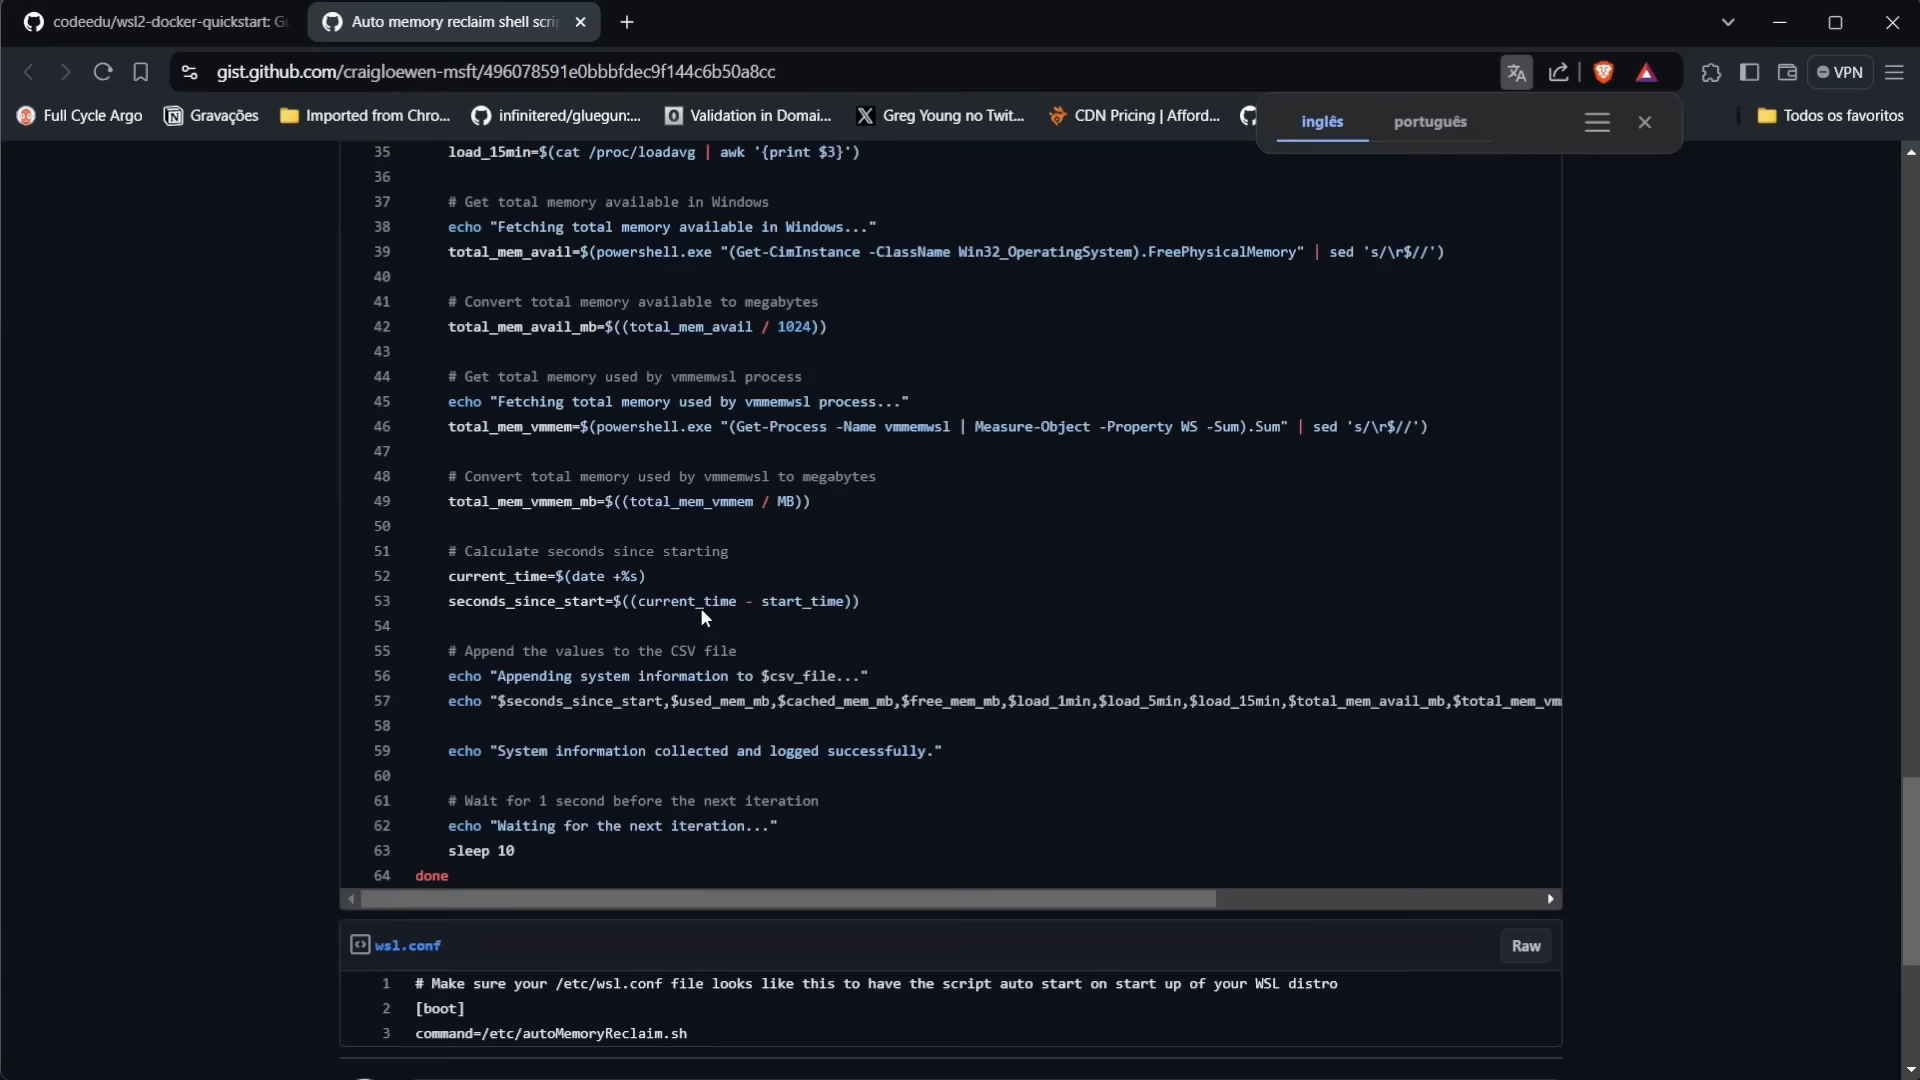 codeedu/wsl2-docker-quickstart: G
Auto memory reclaim shell scri
gist.github.com/craigloewen-msft/496078591e0bbbfdec9f144c6b50a8cc
VPN
Full Cycle Argo
Gravações
Imported from Chro...
infinitered/gluegun:...
Validation in Domai...
Greg Young no Twit...
CDN Pricing | Afford...
Todos os favoritos
inglês
português
35 load_15min=$(cat /proc/loadavg | awk '{print $3}')
36
37 # Get total memory available in Windows
38 echo "Fetching total memory available in Windows..."
39 total_mem_avail=$(powershell.exe "(Get-CimInstance -ClassName Win32_OperatingSystem).FreePhysicalMemory" | sed 's/\r$//')
40
41 # Convert total memory available to megabytes
42 total_mem_avail_mb=$((total_mem_avail / 1024))
43
44 # Get total memory used by vmmemwsl process
45 echo "Fetching total memory used by vmmemwsl process..."
46 total_mem_vmmem=$(powershell.exe "(Get-Process -Name vmmemwsl | Measure-Object -Property WS -Sum).Sum" | sed 's/\r$//')
47
48 # Convert total memory used by vmmemwsl to megabytes
49 total_mem_vmmem_mb=$((total_mem_vmmem / MB))
50
51 # Calculate seconds since starting
52 current_time=$(date +%s)
53 seconds_since_start=$((current_time - start_time))
54
55 # Append the values to the CSV file
56 echo "Appending system information to $csv_file..."
57 echo "$seconds_since_start,$used_mem_mb,$cached_mem_mb,$free_mem_mb,$load_1min,$load_5min,$load_15min,$total_mem_avail_mb,$total_mem_vm
58
59 echo "System information collected and logged successfully."
60
61 # Wait for 1 second before the next iteration
62 echo "Waiting for the next iteration..."
63 sleep 10
64 done
wsl.conf
Raw
1 # Make sure your /etc/wsl.conf file looks like this to have the script auto start on start up of your WSL distro
2 [boot]
3 command=/etc/autoMemoryReclaim.sh